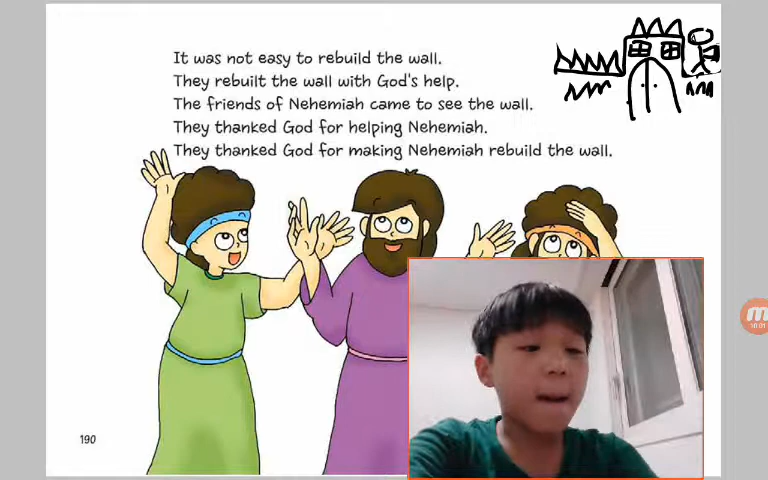 It was not easy to rebuild the wall.
They rebuilt the wall with God's help.
The friends of Nehemiah came to see the wall.
They thanked God for helping Nehemiah.
They thanked God for making Nehemiah rebuild the wall.
190